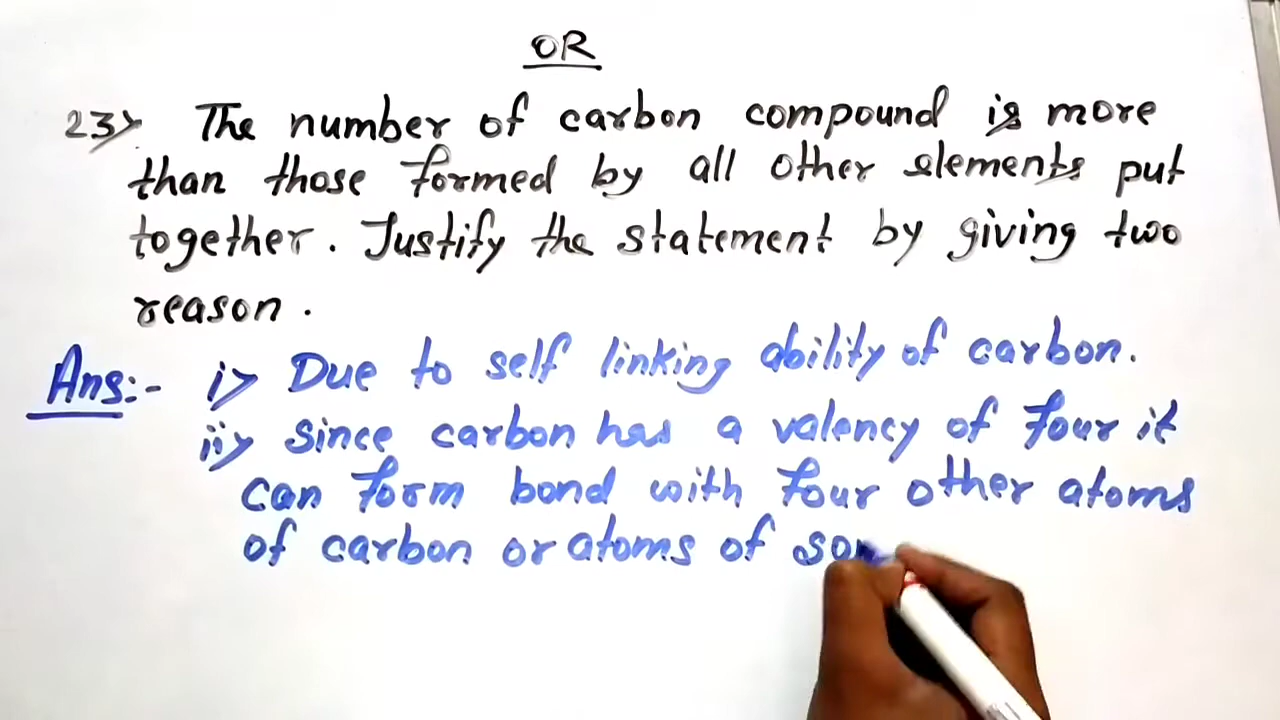 OR
23> The number of carbon compound is more
than those formed by all other elements put
together. Justify the statement by giving two
reason.
Ans:- i> Due to self linking ability of carbon.
ii> since carbon has a valency of four it
can form bond with four other atoms
of carbon or atoms of